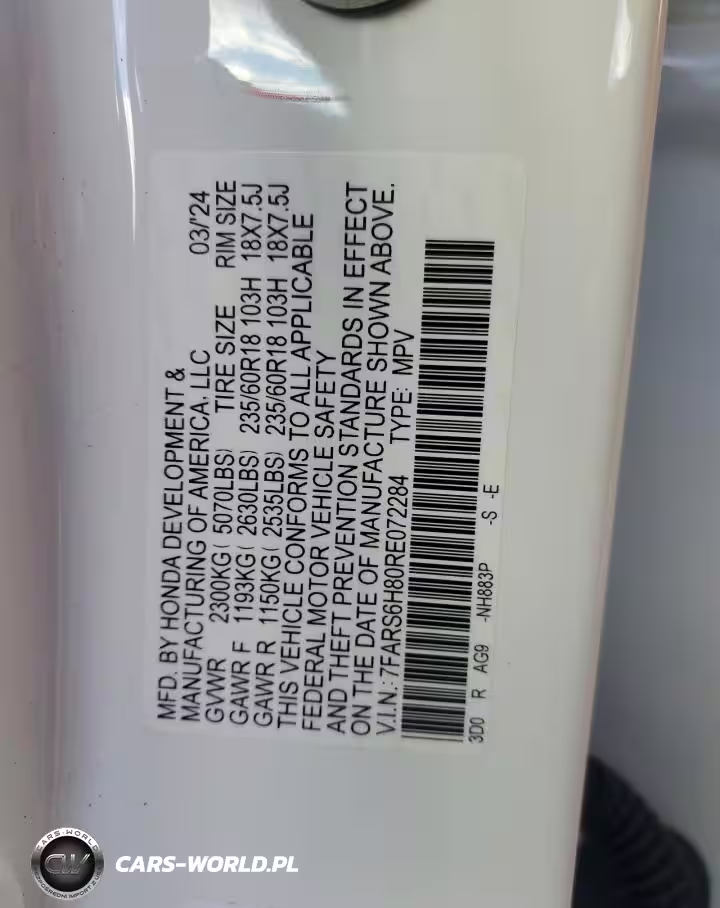 MFD. BY HONDA DEVELOPMENT &
MANUFACTURING OF AMERICA, LLC 03/'24
GVWR 2300KG( 5070LBS) TIRE SIZE RIM SIZE
GAWR F 1193KG( 2630LBS) 235/60R18 103H 18X7.5J
GAWR R 1150KG( 2535LBS) 235/60R18 103H 18X7.5J
THIS VEHICLE CONFORMS TO ALL APPLICABLE
FEDERAL MOTOR VEHICLE SAFETY
AND THEFT PREVENTION STANDARDS IN EFFECT
ON THE DATE OF MANUFACTURE SHOWN ABOVE.
V.I.N.: 7FARS6H80RE072284 TYPE: MPV
3D0 R AG9 -NH883P -S -E
CARS-WORLD
CW
CARS-WORLD.PL